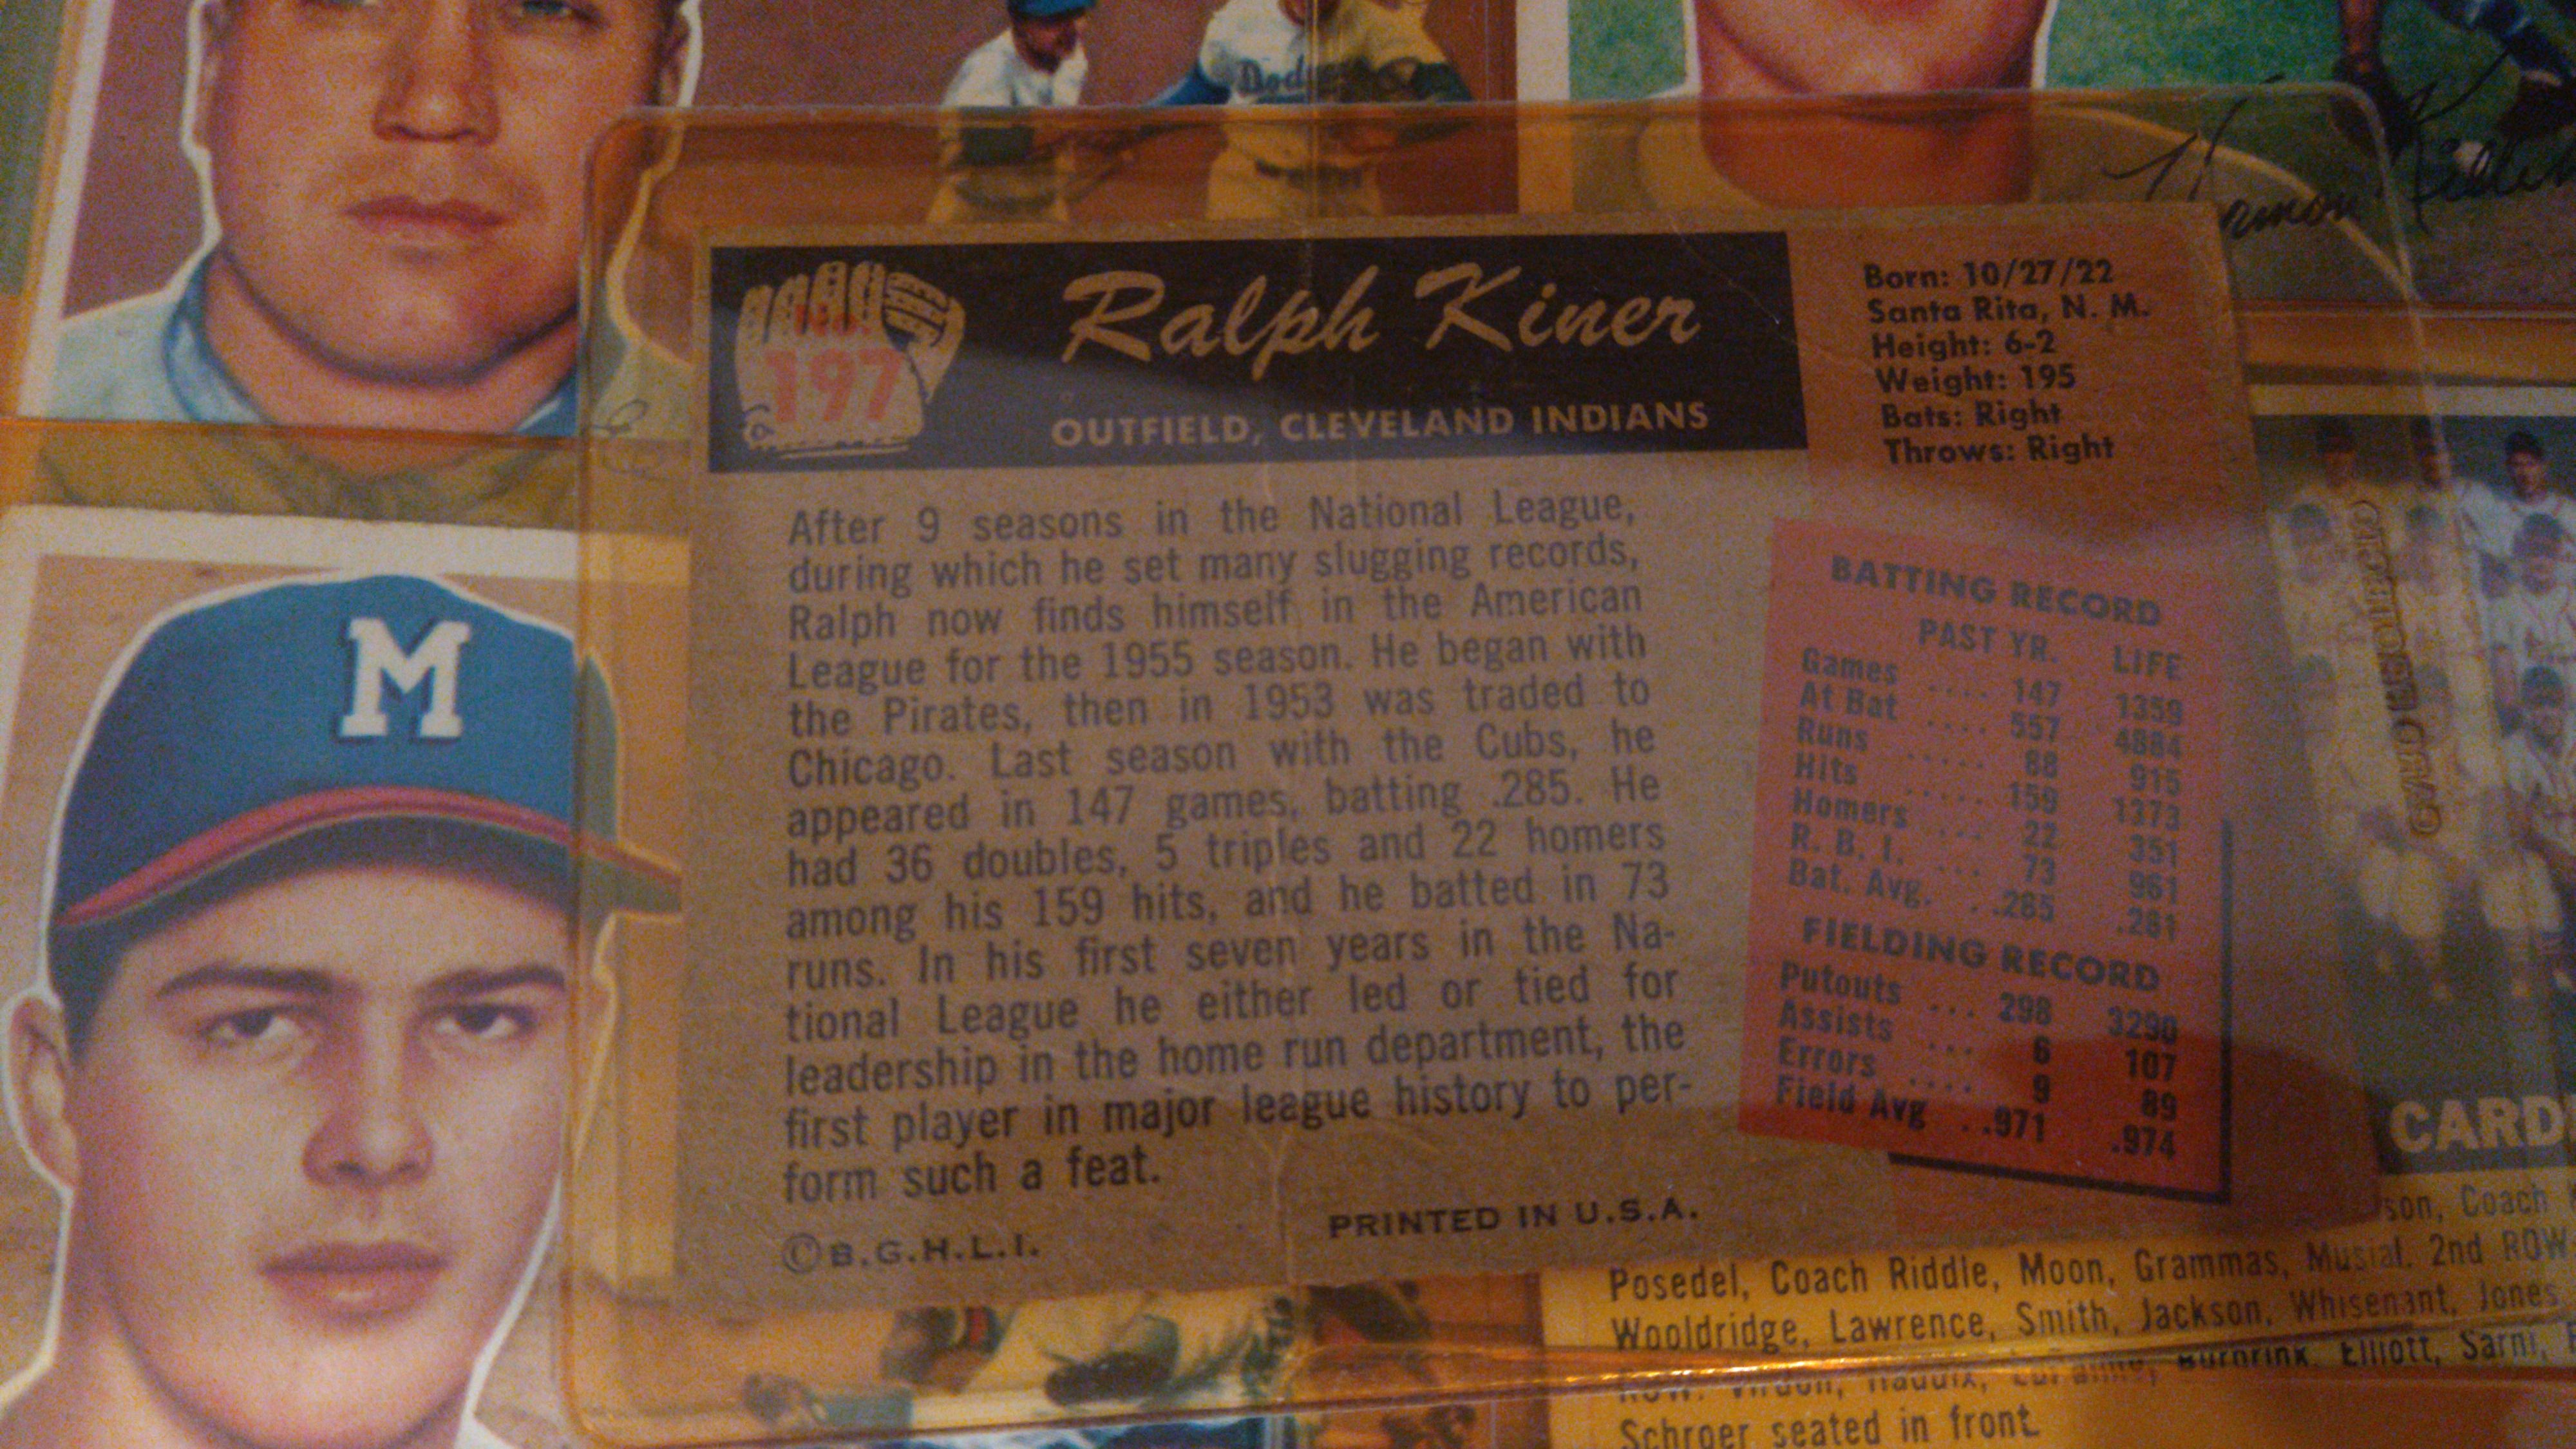 Dodgers
No.
197
Ralph Kiner
OUTFIELD, CLEVELAND INDIANS
Born: 10/27/22
Santa Rita, N. M.
Height: 6-2
Weight: 195
Bats: Right
Throws: Right
After 9 seasons in the National League,
during which he set many slugging records,
Ralph now finds himself in the American
League for the 1955 season. He began with
the Pirates, then in 1953 was traded to
Chicago. Last season with the Cubs, he
appeared in 147 games, batting .285. He
had 36 doubles, 5 triples and 22 homers
among his 159 hits, and he batted in 73
runs. In his first seven years in the Na-
tional League he either led or tied for
leadership in the home run department, the
first player in major league history to per-
form such a feat.
©B.G.H.L.I.
PRINTED IN U.S.A.
BATTING RECORD
PAST YR. LIFE
Games .... 147 1359
At Bat .... 557 4884
Runs ..... 88 915
Hits ..... 159 1373
Homers ... 22 351
R. B. I. ... 73 961
Bat. Avg. ..285 .281
FIELDING RECORD
Putouts ... 298 3290
Assists ... 6 107
Errors .... 9 89
Field Avg ..971 .974
M
CARD
son, Coach
Posedel, Coach Riddle, Moon, Grammas, Musial. 2nd ROW
Wooldridge, Lawrence, Smith, Jackson, Whisenant, Jones
ROW: Virdon, Haddix, Burbrink, Elliott, Sarni,
Schroer seated in front.